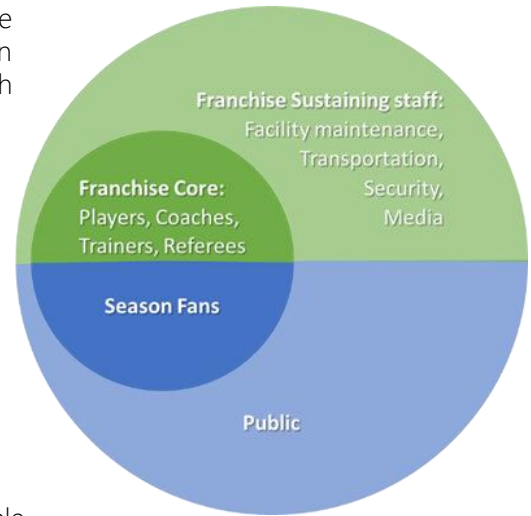 Franchise Sustaining staff:
Facility maintenance,
Transportation,
Security,
Media
Franchise Core:
Players, Coaches,
Trainers, Referees
Season Fans
Public